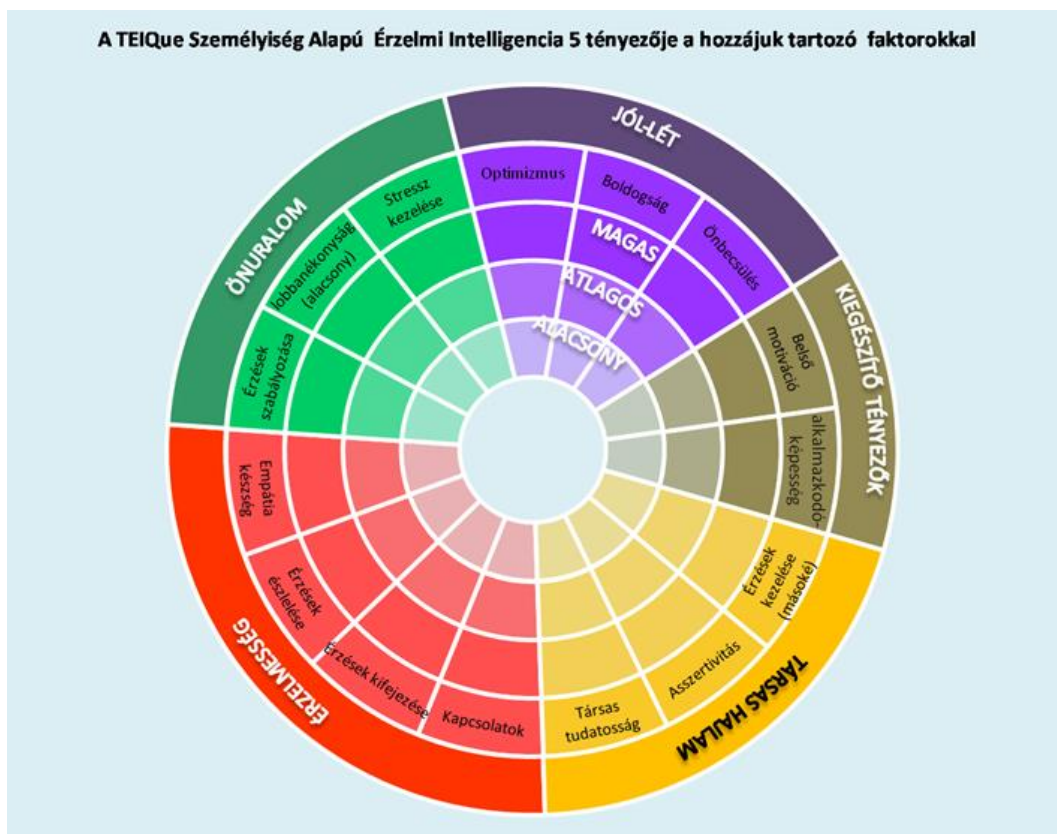 A TEIQue Személyiség Alapú Érzelmi Intelligencia 5 tényezője a hozzájuk tartozó faktorokkal
JÓL-LÉT
Optimizmus
Boldogság
Önbecsülés
MAGAS
ÁTLAGOS
ALACSONY
KIEGÉSZÍTŐ TÉNYEZŐK
Belső
motiváció
alkalmazkodó-
képesség
TÁRSAS HAJLAM
Érzések
kezelése
(másoké)
Asszertivitás
Társas
tudatosság
ÉRZELMESSÉG
Kapcsolatok
Érzések kifejezése
Érzések
észlelése
Empátia
készség
ÖNURALOM
Érzések
szabályozása
lobbanékonyság
(alacsony)
Stressz
kezelése